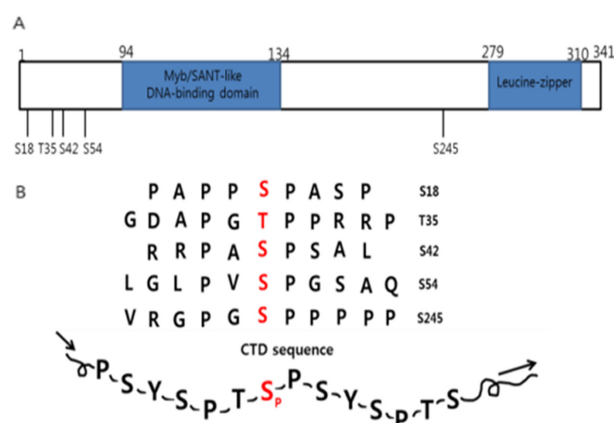 A
1 94 134 279 310 341
Myb/SANT-like
DNA-binding domain
Leucine-zipper
S18 T35 S42 S54 S245
B
P A P P S P A S P S18
G D A P G T P P R R P T35
R R P A S P S A L S42
L G L P V S P G S A Q S54
V R G P G S P P P P P S245
CTD sequence
P S Y S P T S P P S Y S P T S